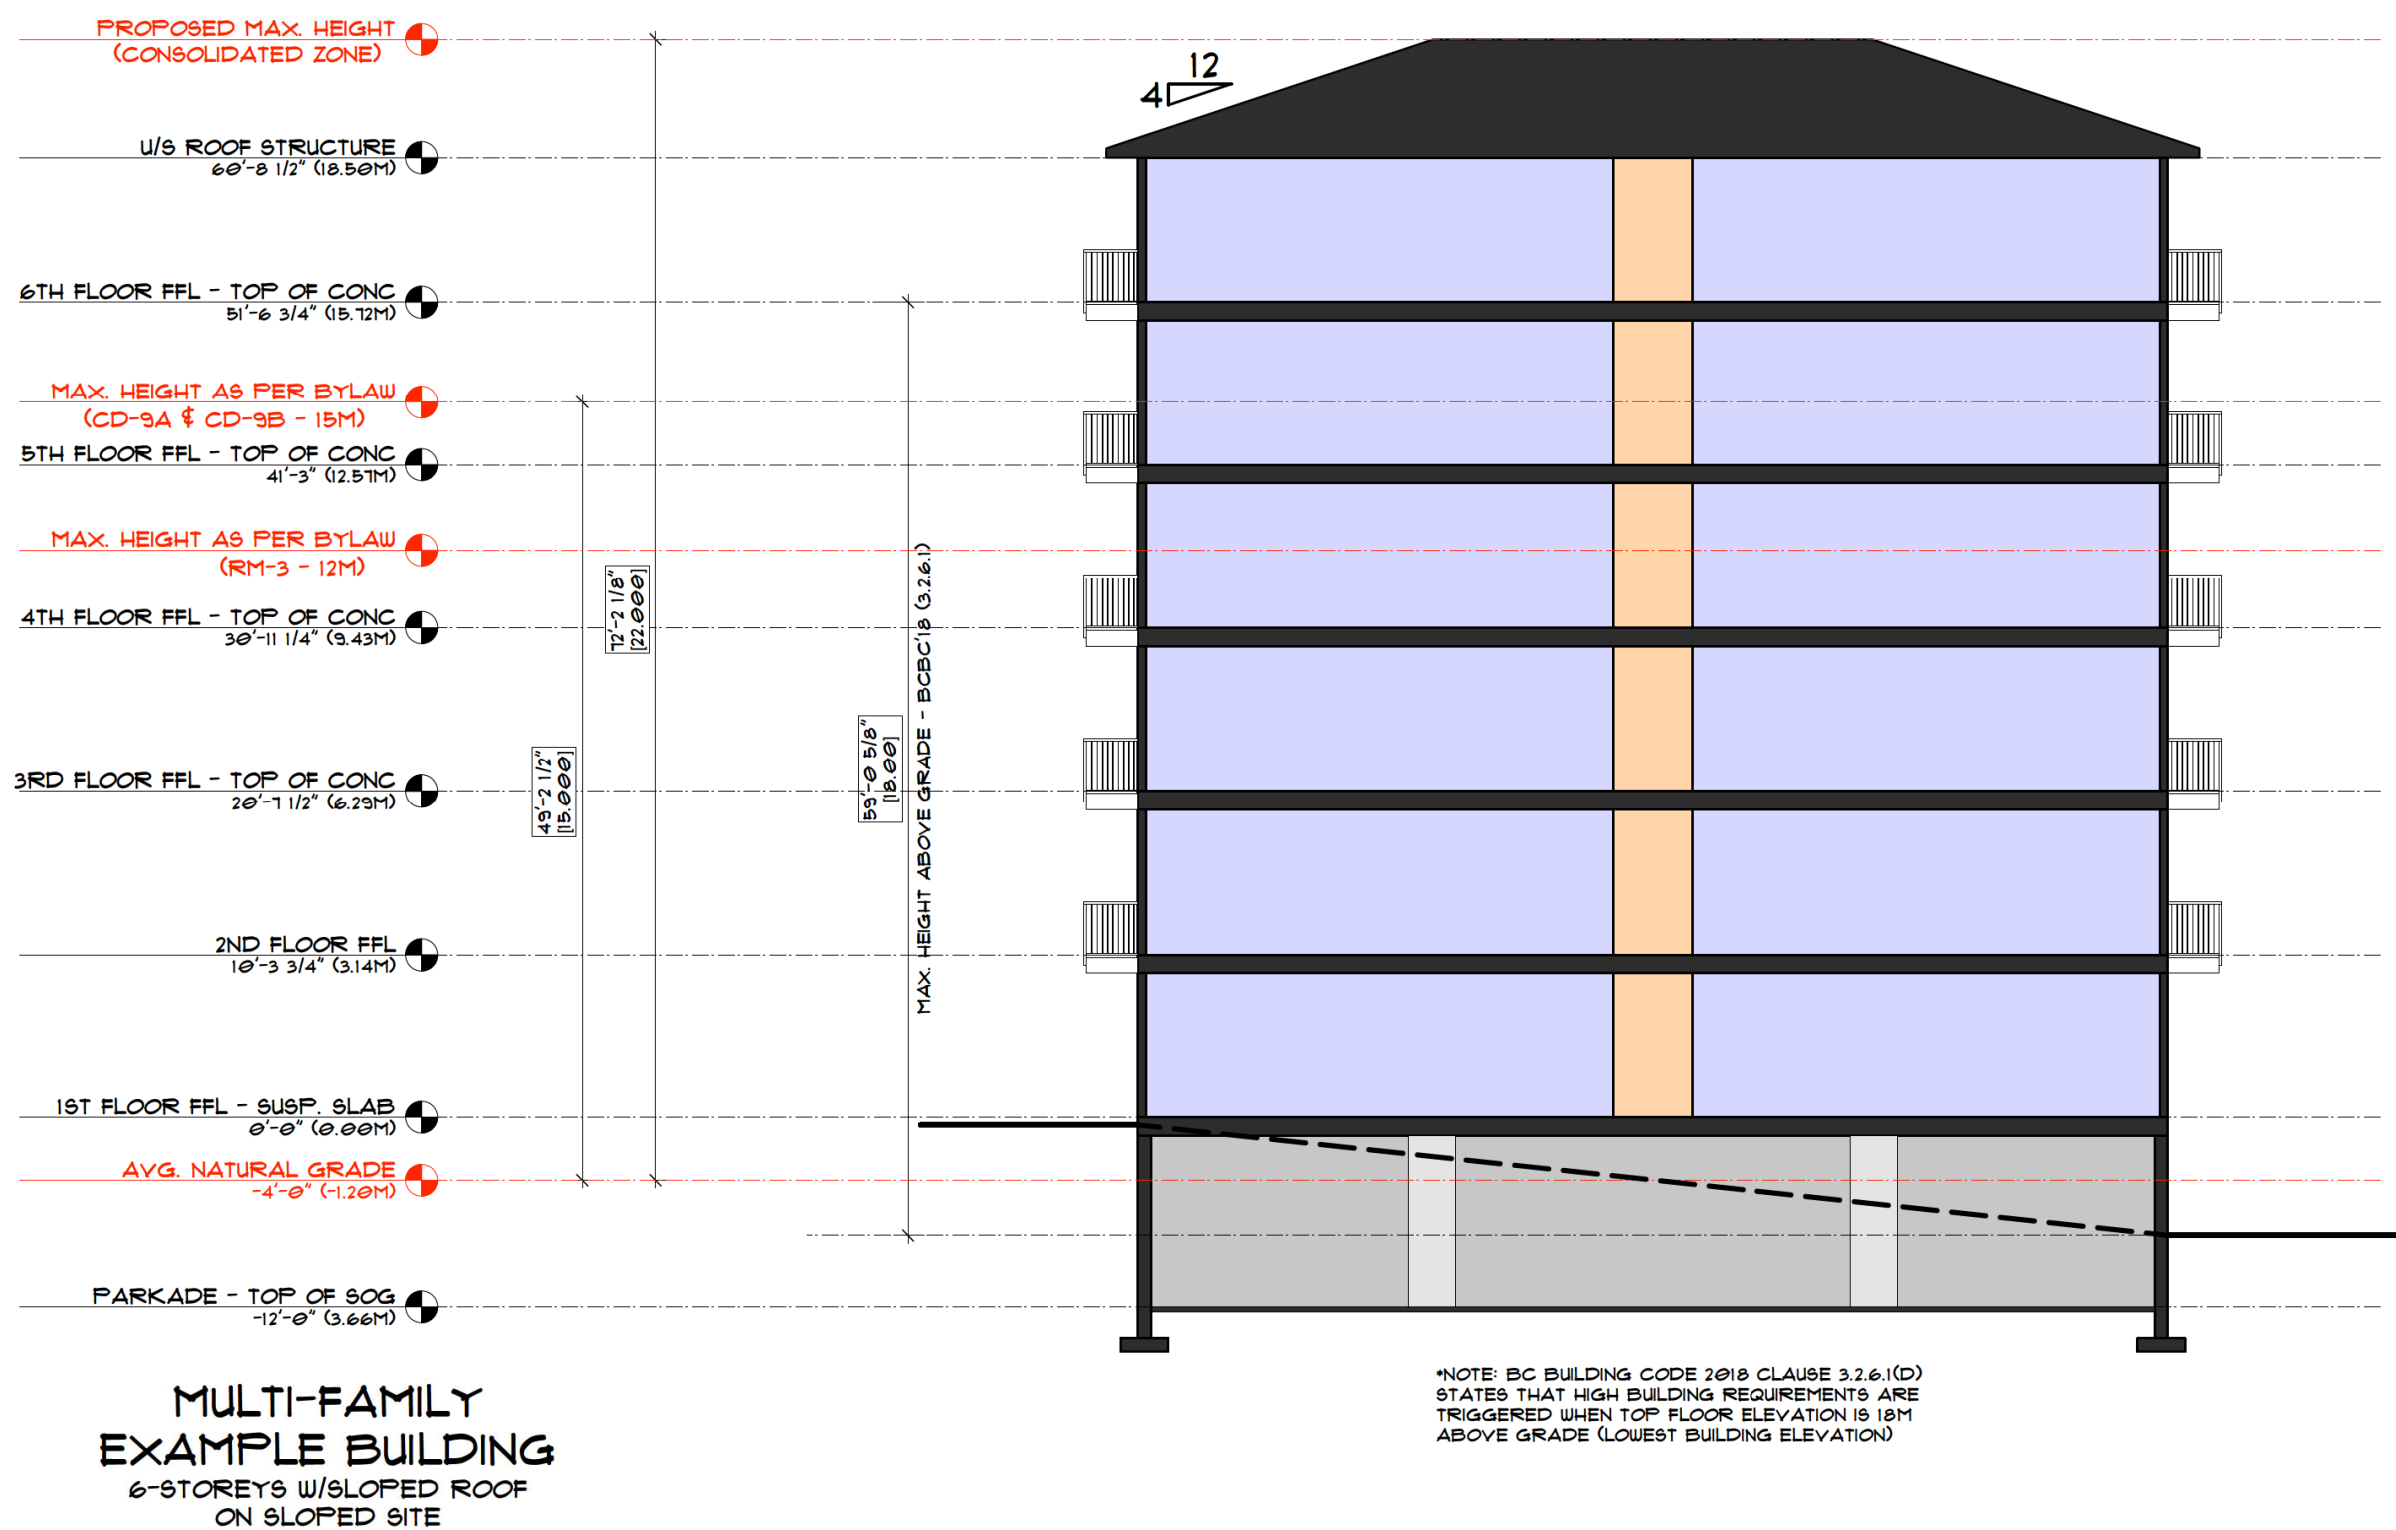 PROPOSED MAX. HEIGHT
(CONSOLIDATED ZONE)
12
4
U/S ROOF STRUCTURE
60'-8 1/2" (18.50M)
6TH FLOOR FFL - TOP OF CONC
51'-6 3/4" (15.72M)
MAX. HEIGHT AS PER BYLAW
(CD-9A & CD-9B - 15M)
5TH FLOOR FFL - TOP OF CONC
41'-3" (12.57M)
MAX. HEIGHT AS PER BYLAW
(RM-3 - 12M)
4TH FLOOR FFL - TOP OF CONC
30'-11 1/4" (9.43M)
72'-2 1/8"
[22.000]
3RD FLOOR FFL - TOP OF CONC
20'-7 1/2" (6.29M)
49'-2 1/2"
[15.000]
59'-0 5/8"
[18.00]
MAX. HEIGHT ABOVE GRADE - BCBC'18 (3.2.6.1)
2ND FLOOR FFL
10'-3 3/4" (3.14M)
1ST FLOOR FFL - SUSP. SLAB
0'-0" (0.00M)
AVG. NATURAL GRADE
-4'-0" (-1.20M)
PARKADE - TOP OF SOG
-12'-0" (3.66M)
*NOTE: BC BUILDING CODE 2018 CLAUSE 3.2.6.1(D)
STATES THAT HIGH BUILDING REQUIREMENTS ARE
TRIGGERED WHEN TOP FLOOR ELEVATION IS 18M
ABOVE GRADE (LOWEST BUILDING ELEVATION)
MULTI-FAMILY
EXAMPLE BUILDING
6-STOREYS W/SLOPED ROOF
ON SLOPED SITE